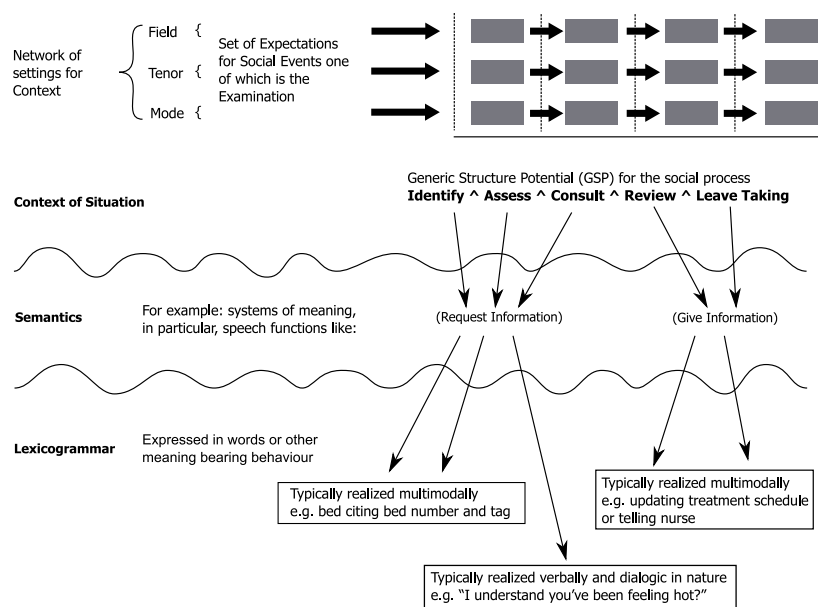 Network of
settings for
Context
Field {
Tenor {
Mode {
Set of Expectations
for Social Events one
of which is the
Examination
Generic Structure Potential (GSP) for the social process
Context of Situation
Identify ^ Assess ^ Consult ^ Review ^ Leave Taking
Semantics
For example: systems of meaning,
in particular, speech functions like:
(Request Information)
(Give Information)
Lexicogrammar
Expressed in words or other
meaning bearing behaviour
Typically realized multimodally
e.g. bed citing bed number and tag
Typically realized multimodally
e.g. updating treatment schedule
or telling nurse
Typically realized verbally and dialogic in nature
e.g. “I understand you’ve been feeling hot?”